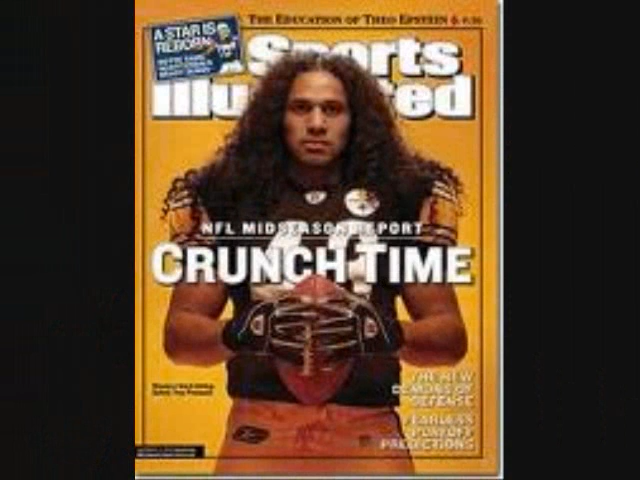 THE EDUCATION OF THEO EPSTEIN
A STAR IS
REBORN
Sports
Illustrated
NFL MIDSEASON REPORT
CRUNCH TIME
THE NEW
DEMONS OF
DEFENSE
FEARLESS
PLAYOFF
PREDICTIONS